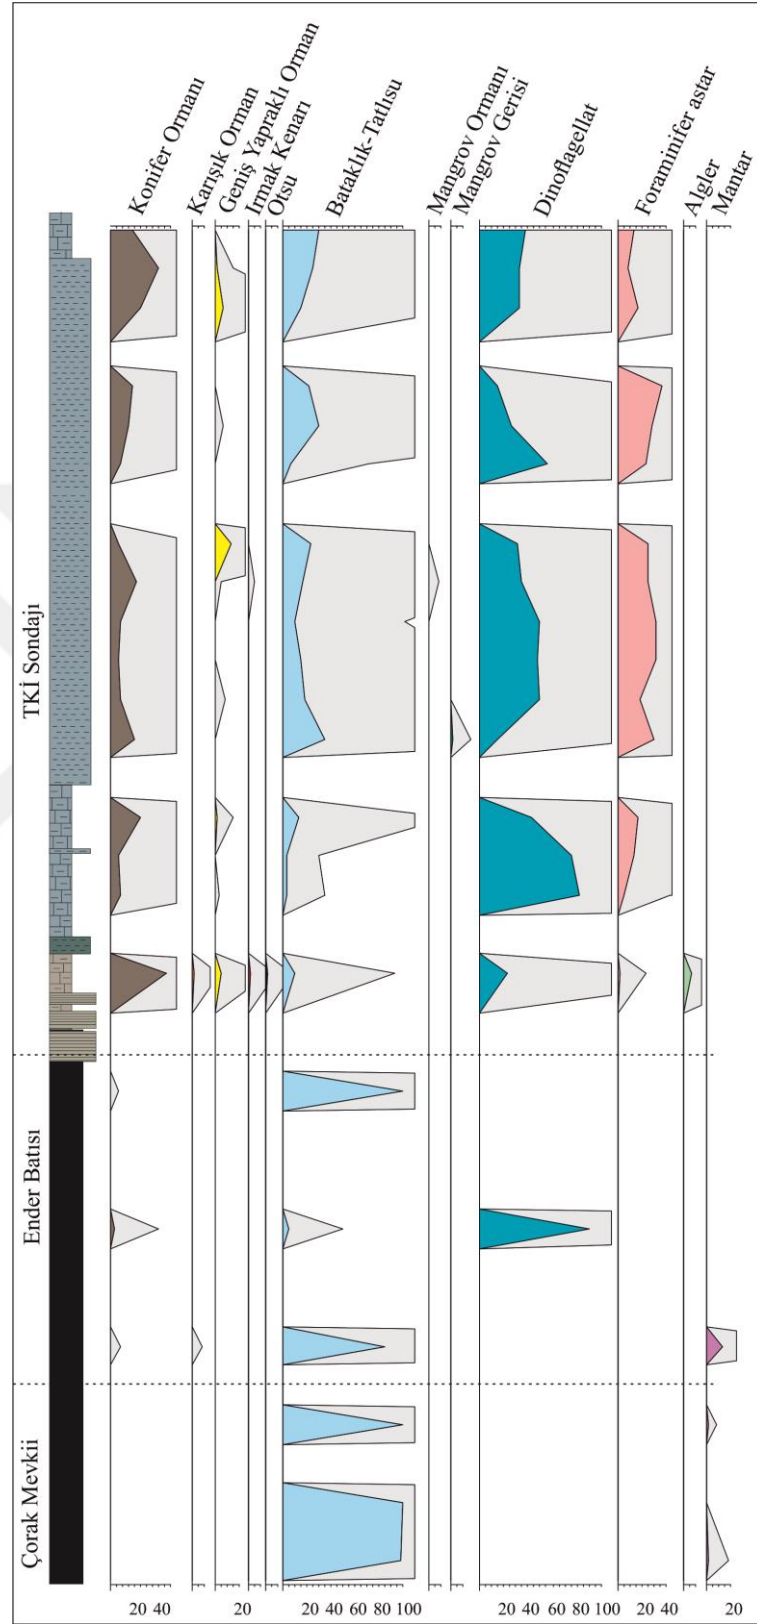 Konifer Ormanı
Karışık Orman
Geniş Yapraklı Orman
Irmak Kenarı
Otsu
Bataklık-Tatlısu
Mangrov Ormanı
Mangrov Gerisi
Dinoflagellat
Foraminifer astar
Algler
Mantar
TKİ Sondajı
Ender Batısı
Çorak Mevkii
20 40
20
20 40 60 80 100
20 40 60 80 100
20 40
20